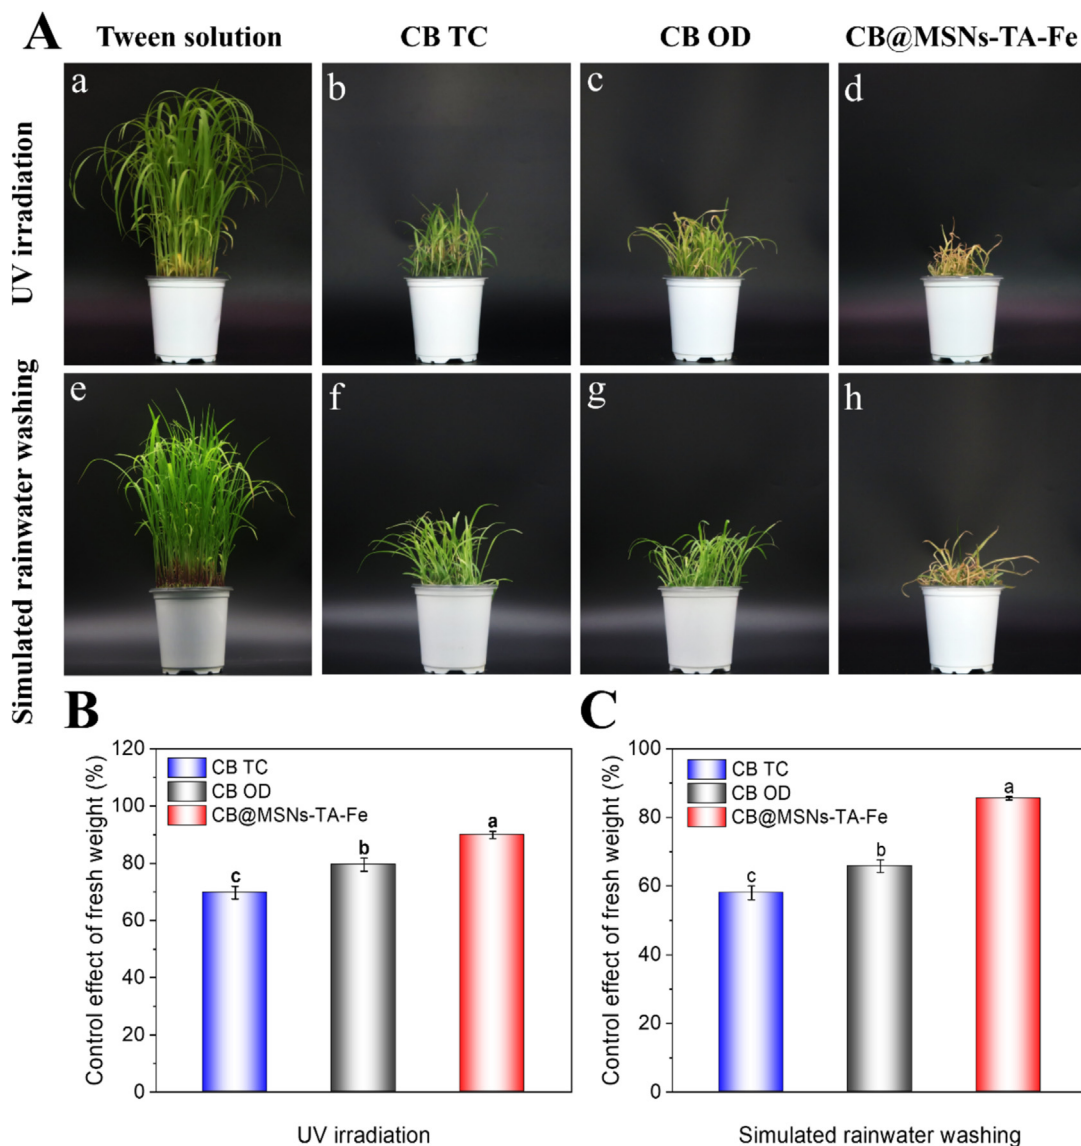 A
Tween solution
CB TC
CB OD
CB@MSNs-TA-Fe
UV irradiation
a
b
c
d
Simulated rainwater washing
e
f
g
h
B
Control effect of fresh weight (%)
120
100
80
60
40
20
0
CB TC
CB OD
CB@MSNs-TA-Fe
c
b
a
UV irradiation
C
Control effect of fresh weight (%)
100
80
60
40
20
0
CB TC
CB OD
CB@MSNs-TA-Fe
c
b
a
Simulated rainwater washing